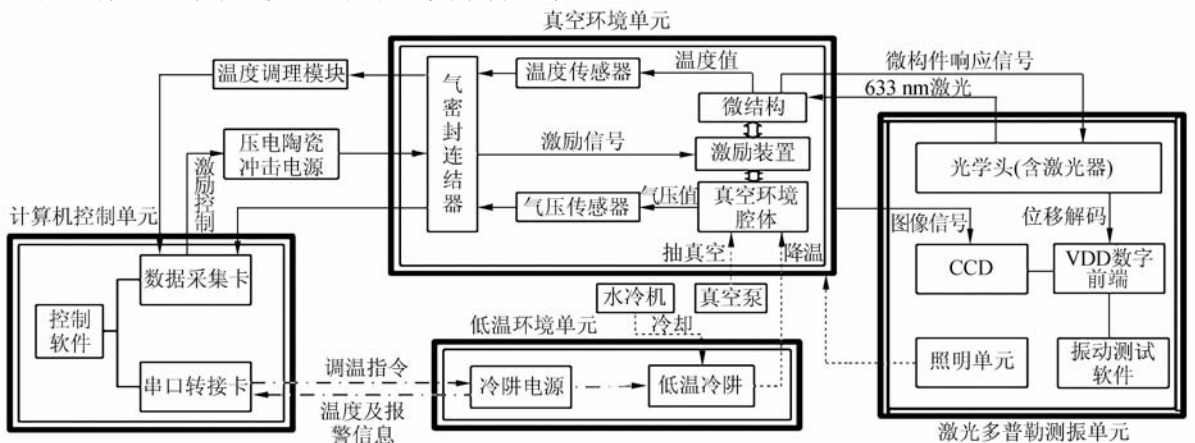 真空环境单元
温度调理模块
气密封连结器
温度传感器
温度值
微结构
微构件响应信号
633 nm激光
压电陶瓷
冲击电源
激励控制
激励信号
激励装置
光学头(含激光器)
计算机控制单元
气压传感器
气压值
真空环境
腔体
图像信号
位移解码
数据采集卡
抽真空
降温
CCD
VDD数字
前端
控制
软件
水冷机
真空泵
低温环境单元
冷却
照明单元
振动测试
软件
串口转接卡
调温指令
冷阱电源
低温冷阱
温度及报
警信息
激光多普勒测振单元